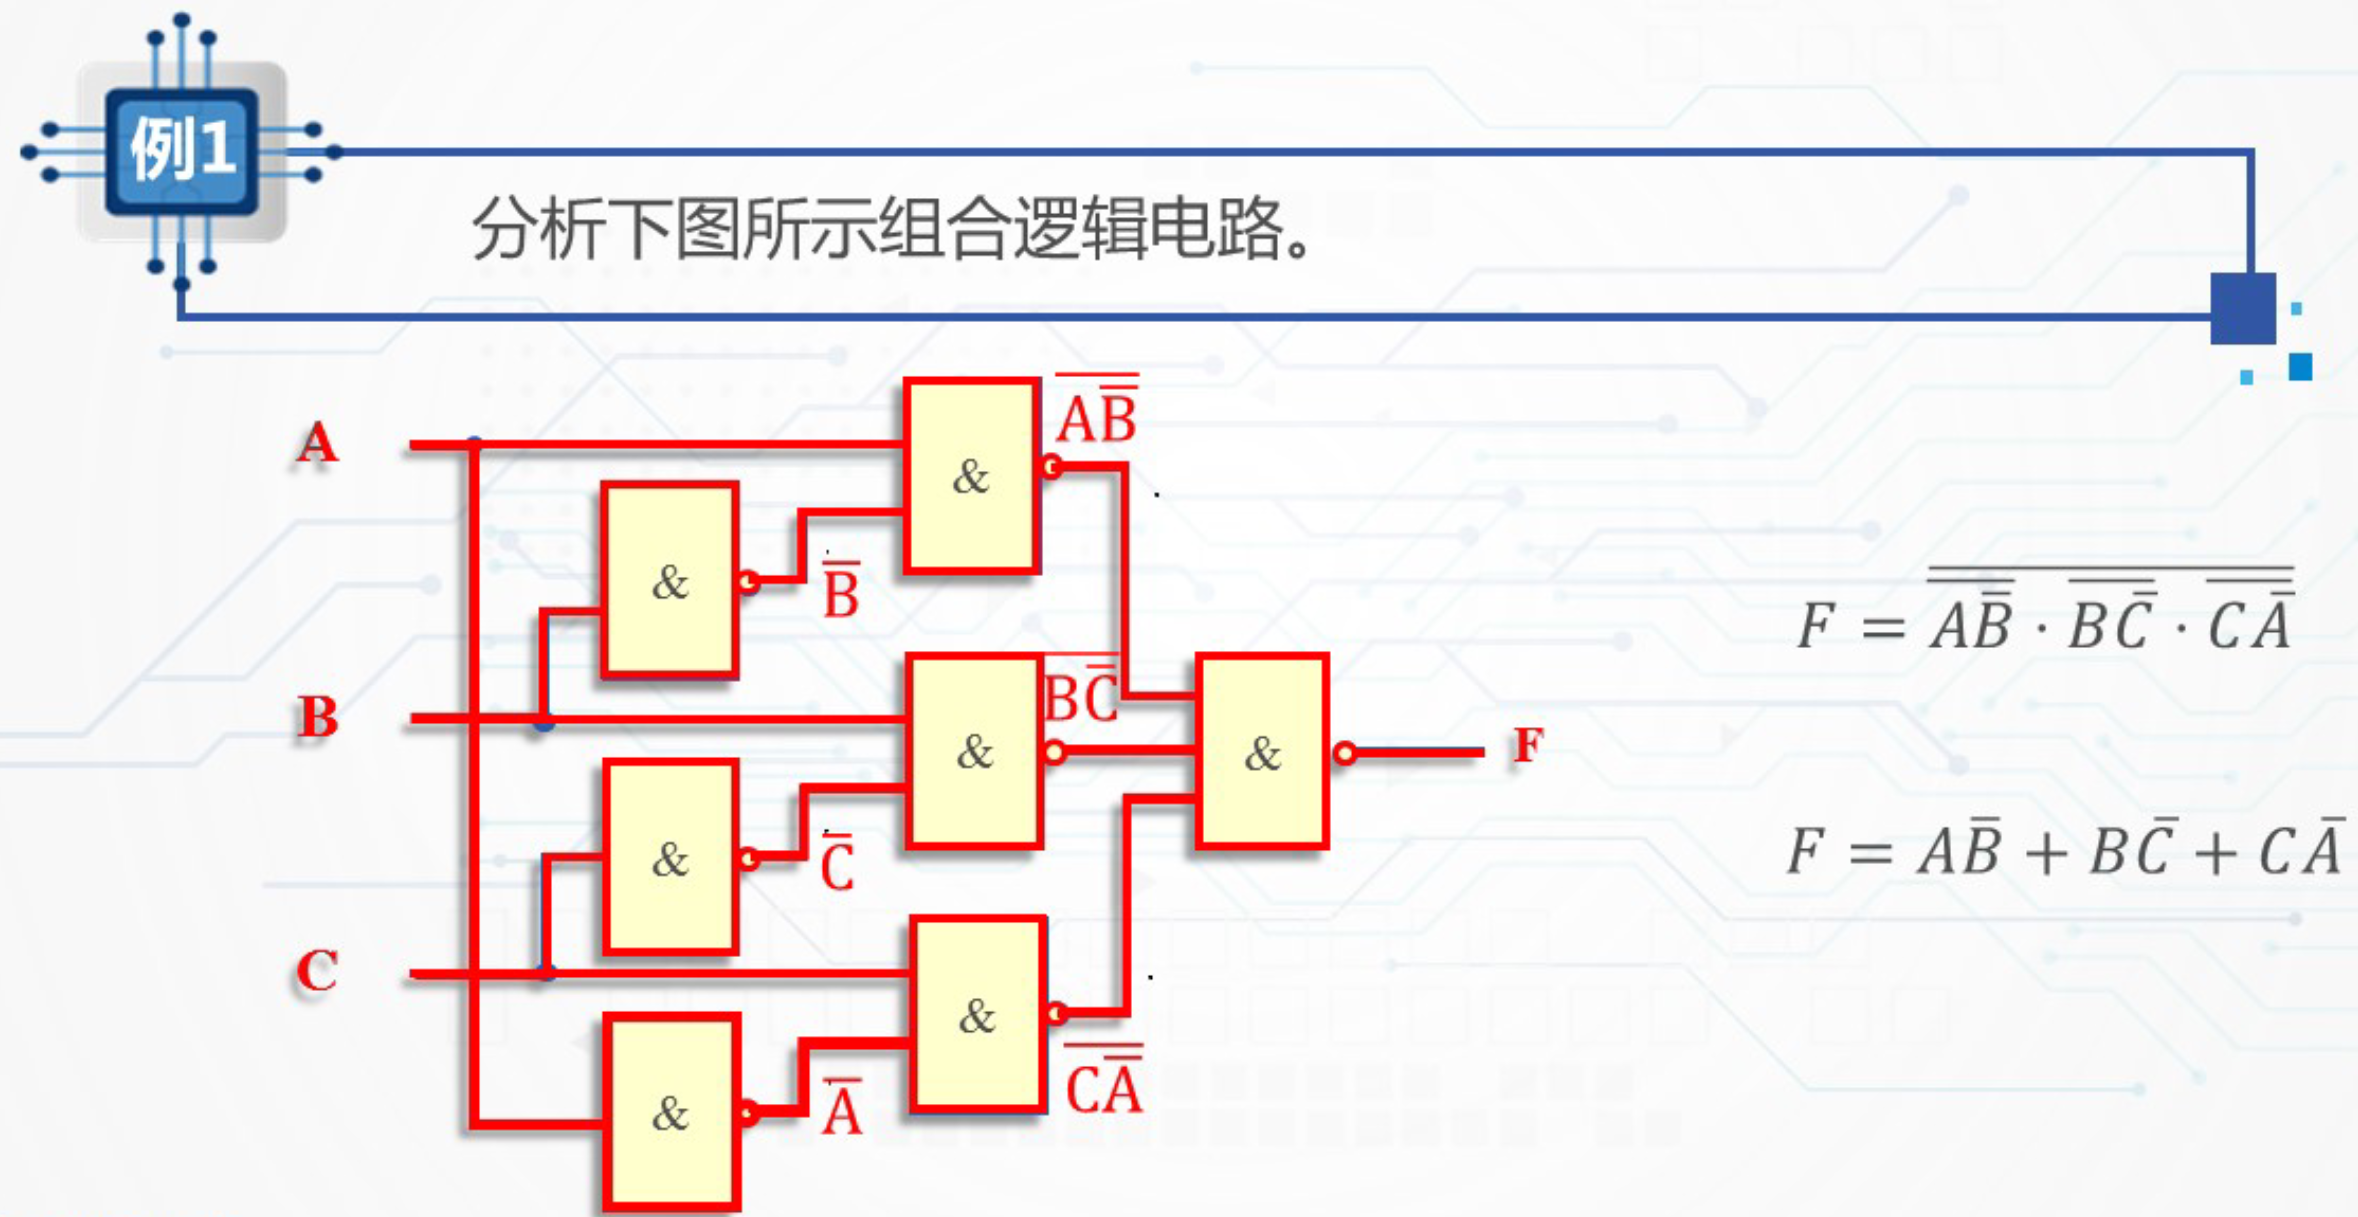 例1
分析下图所示组合逻辑电路。
A
&
$\overline{A\overline{B}}$
&
$\overline{B}$
B
&
$\overline{B\overline{C}}$
&
F
&
$\overline{C}$
C
&
$\overline{C\overline{A}}$
&
$\overline{A}$
$F = \overline{\overline{A\overline{B}} \cdot \overline{B\overline{C}} \cdot \overline{C\overline{A}}}$
$F = A\overline{B} + B\overline{C} + C\overline{A}$